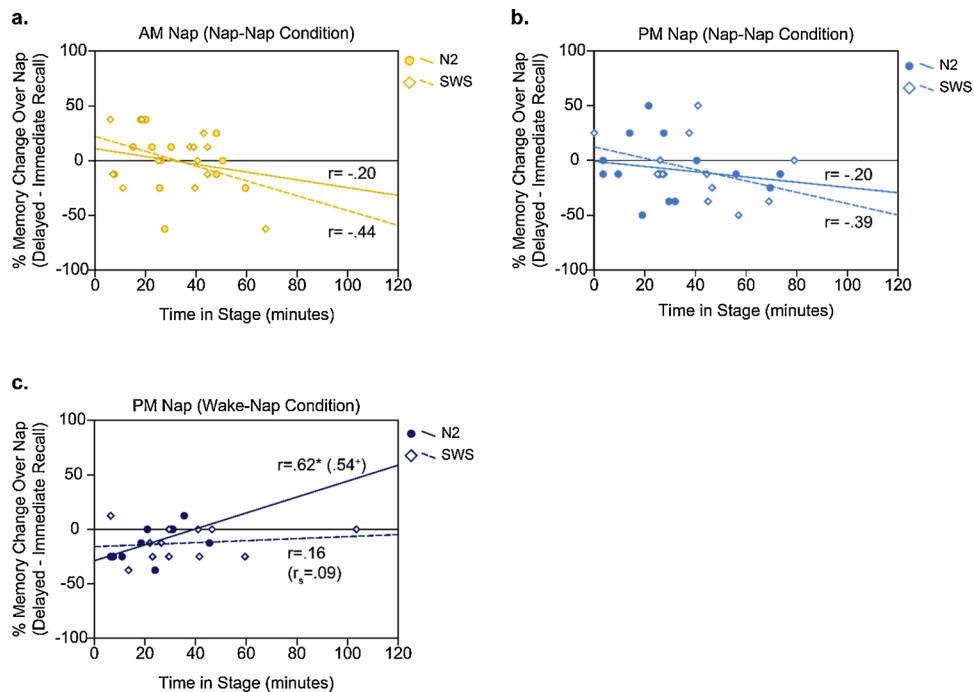 a.
AM Nap (Nap-Nap Condition)
% Memory Change Over Nap
(Delayed - Immediate Recall)
100
50
0
-50
-100
0 20 40 60 80 100 120
Time in Stage (minutes)
N2
SWS
r= -.20
r= -.44
b.
PM Nap (Nap-Nap Condition)
% Memory Change Over Nap
(Delayed - Immediate Recall)
100
50
0
-50
-100
0 20 40 60 80 100 120
Time in Stage (minutes)
N2
SWS
r= -.20
r= -.39
c.
PM Nap (Wake-Nap Condition)
% Memory Change Over Nap
(Delayed - Immediate Recall)
100
50
0
-50
-100
0 20 40 60 80 100 120
Time in Stage (minutes)
N2
SWS
r=.62* (.54⁺)
r=.16
(rₛ=.09)